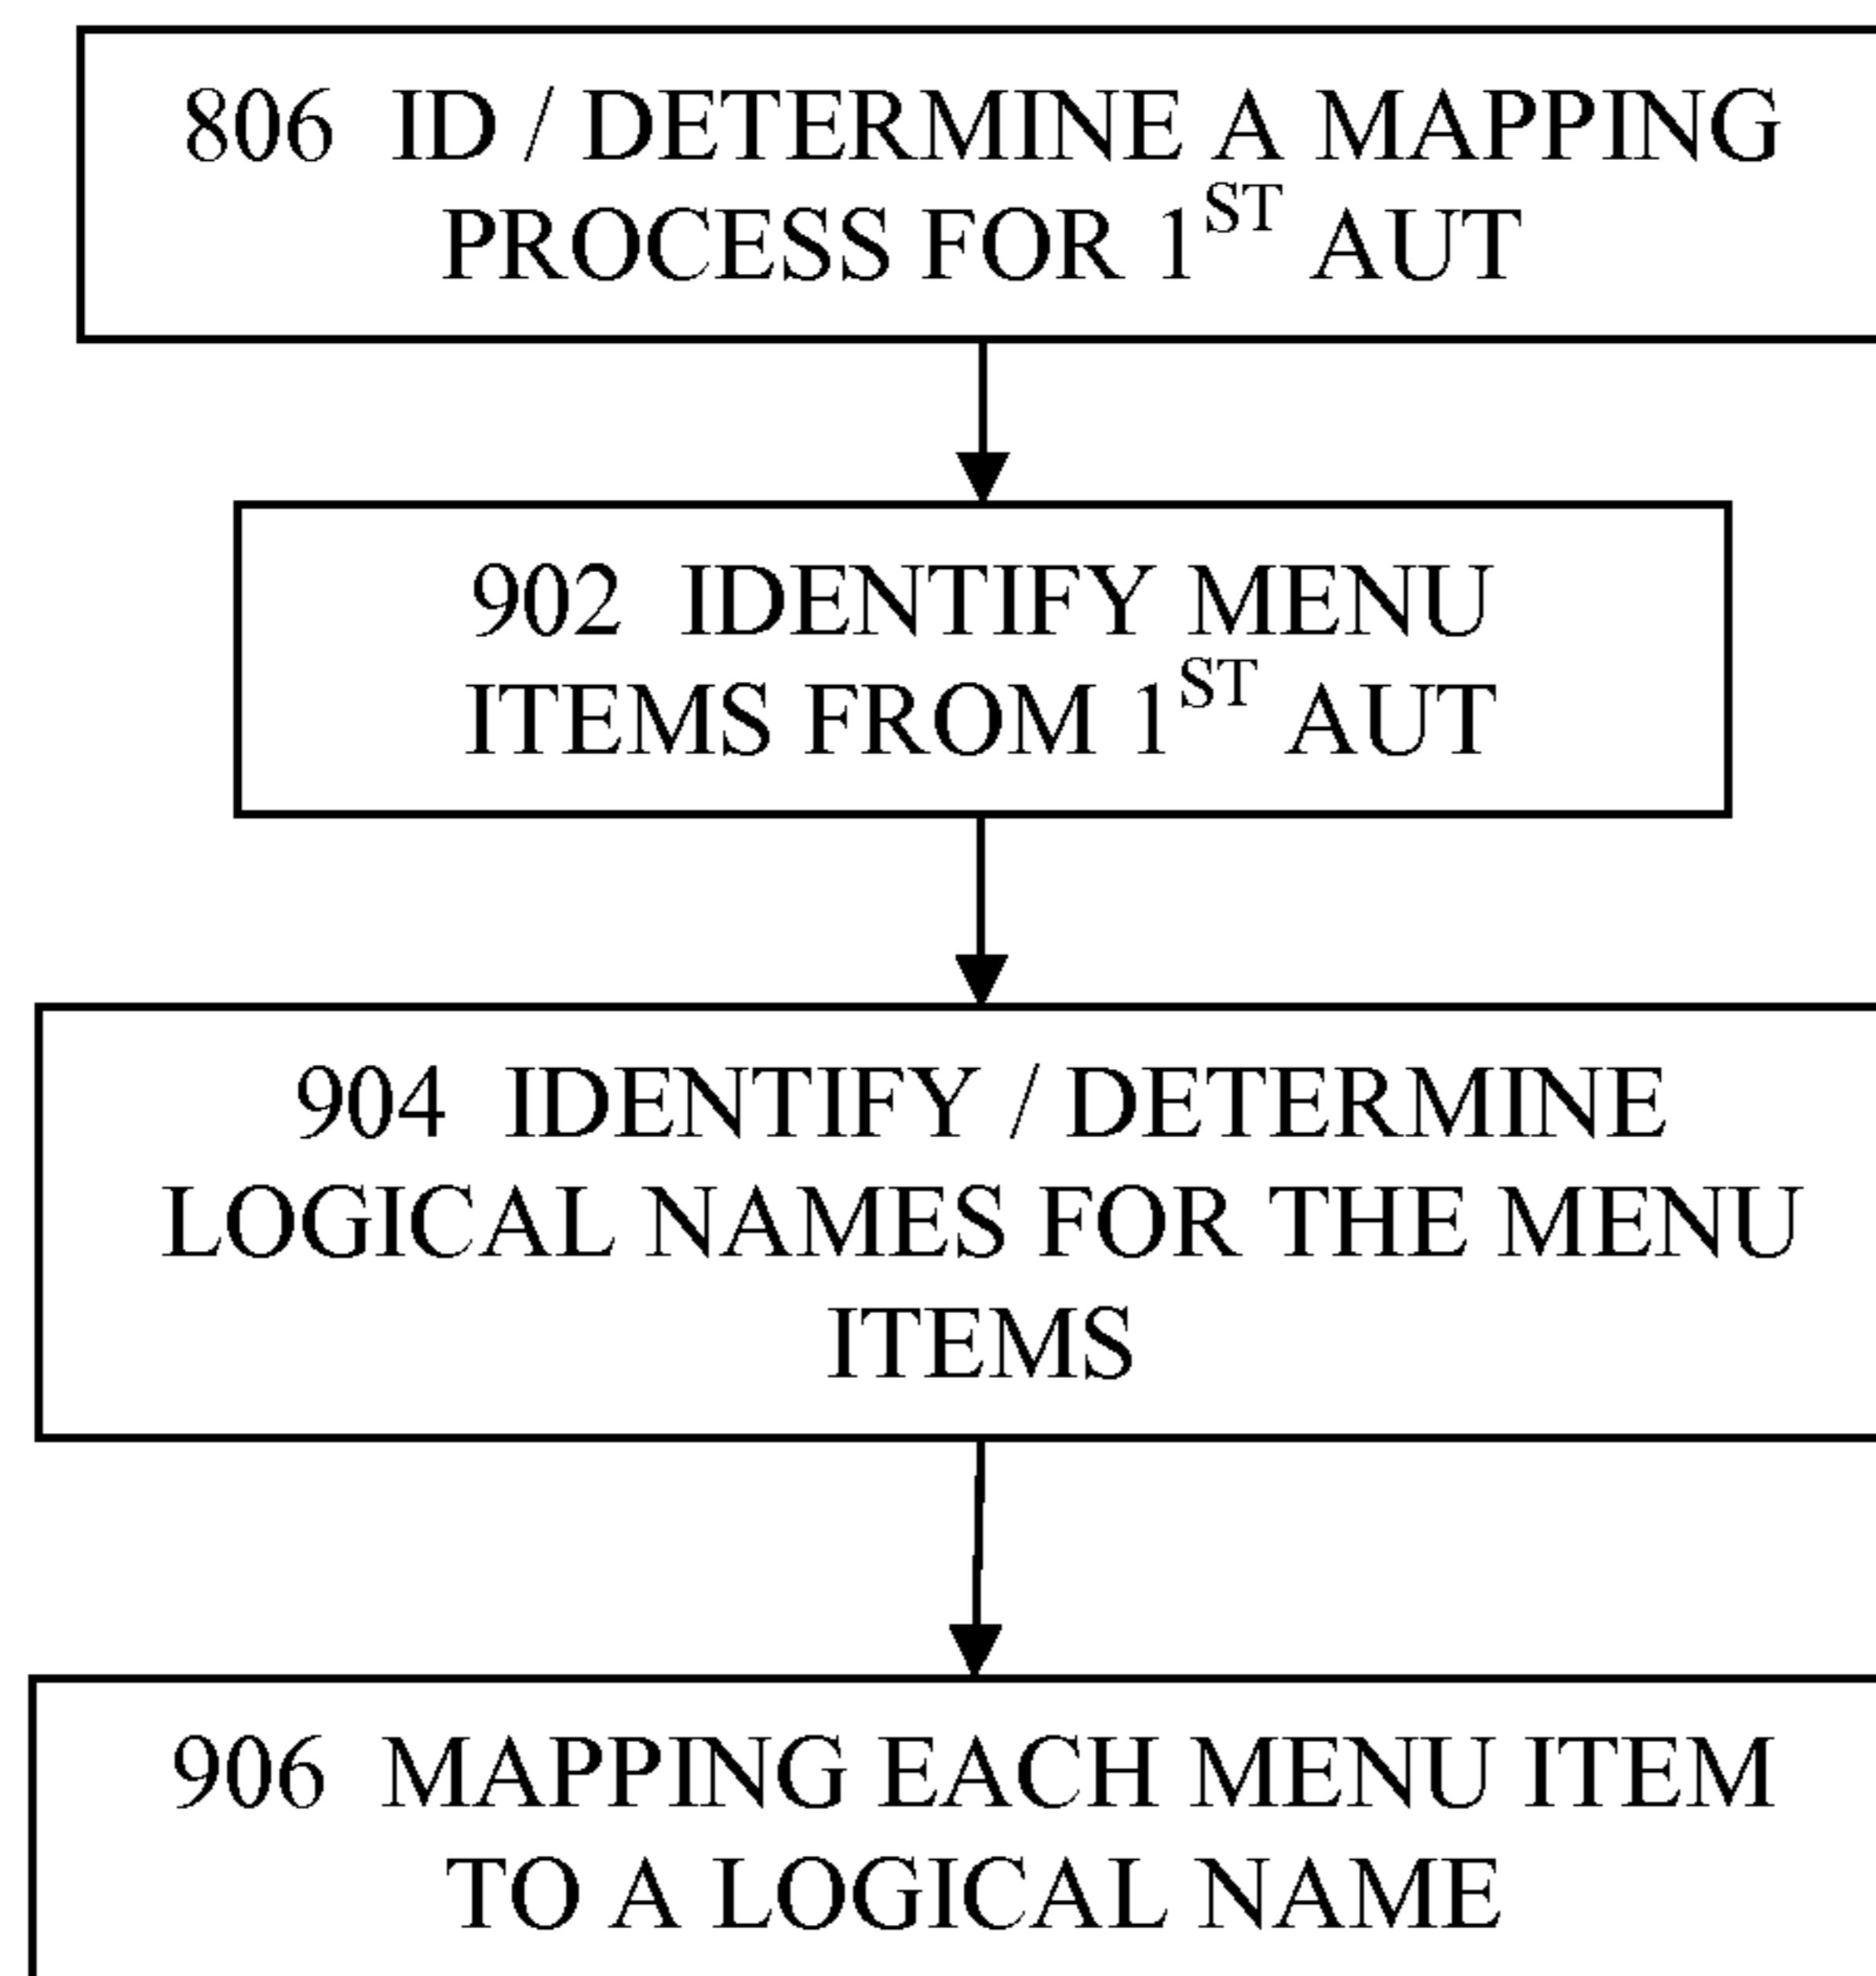 806 ID / DETERMINE A MAPPING
PROCESS FOR 1ST AUT
902 IDENTIFY MENU
ITEMS FROM 1ST AUT
904 IDENTIFY / DETERMINE
LOGICAL NAMES FOR THE MENU
ITEMS
906 MAPPING EACH MENU ITEM
TO A LOGICAL NAME